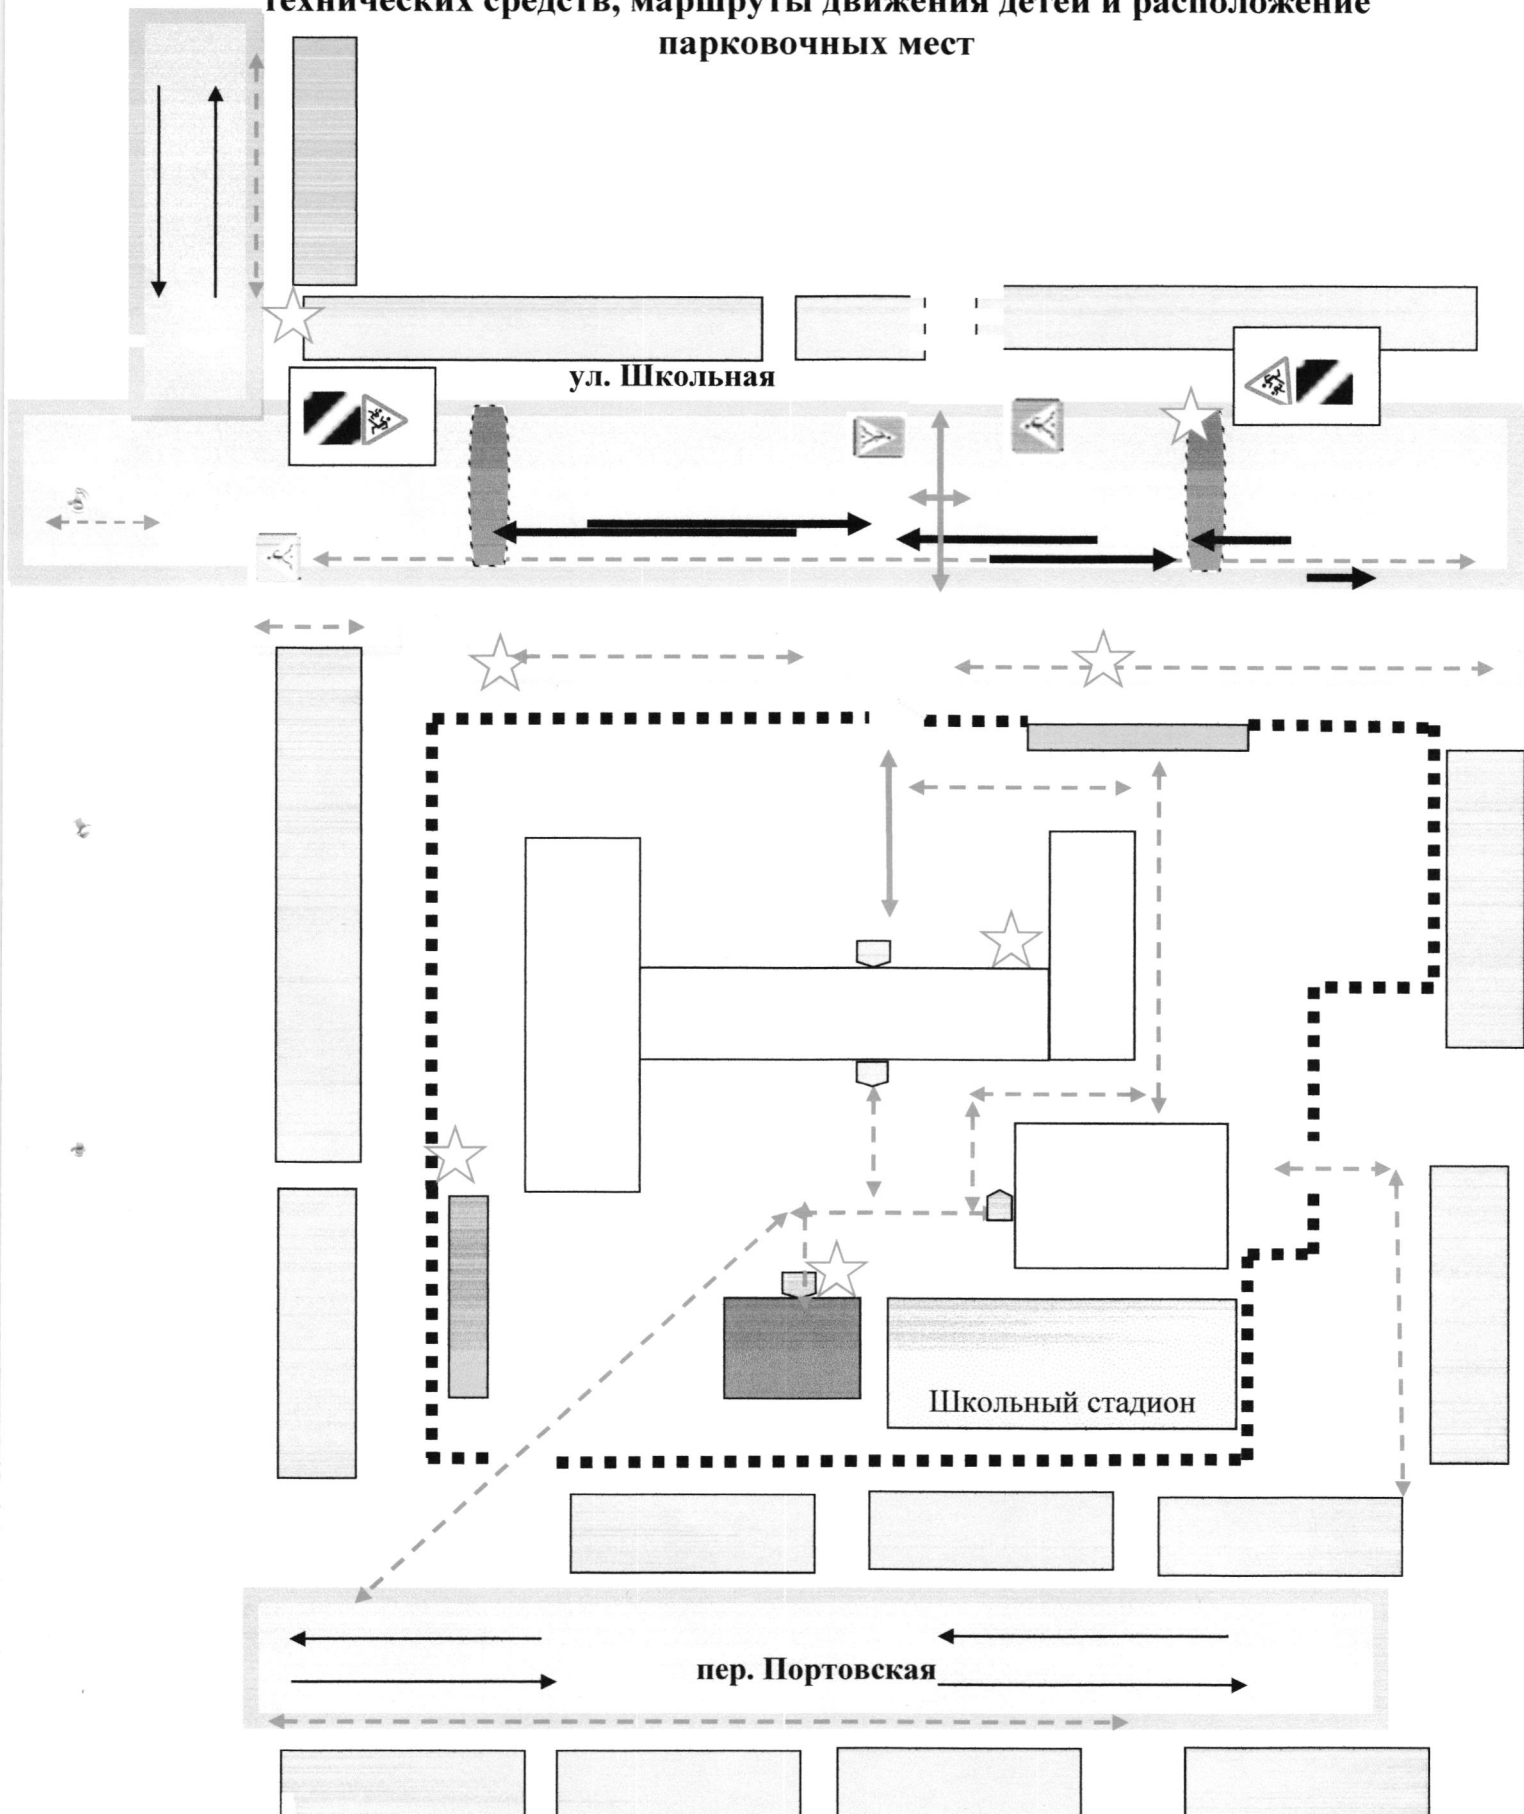 технических средств, маршруты движения детей и расположение
парковочных мест
ул. Школьная
Школьный стадион
пер. Портовская